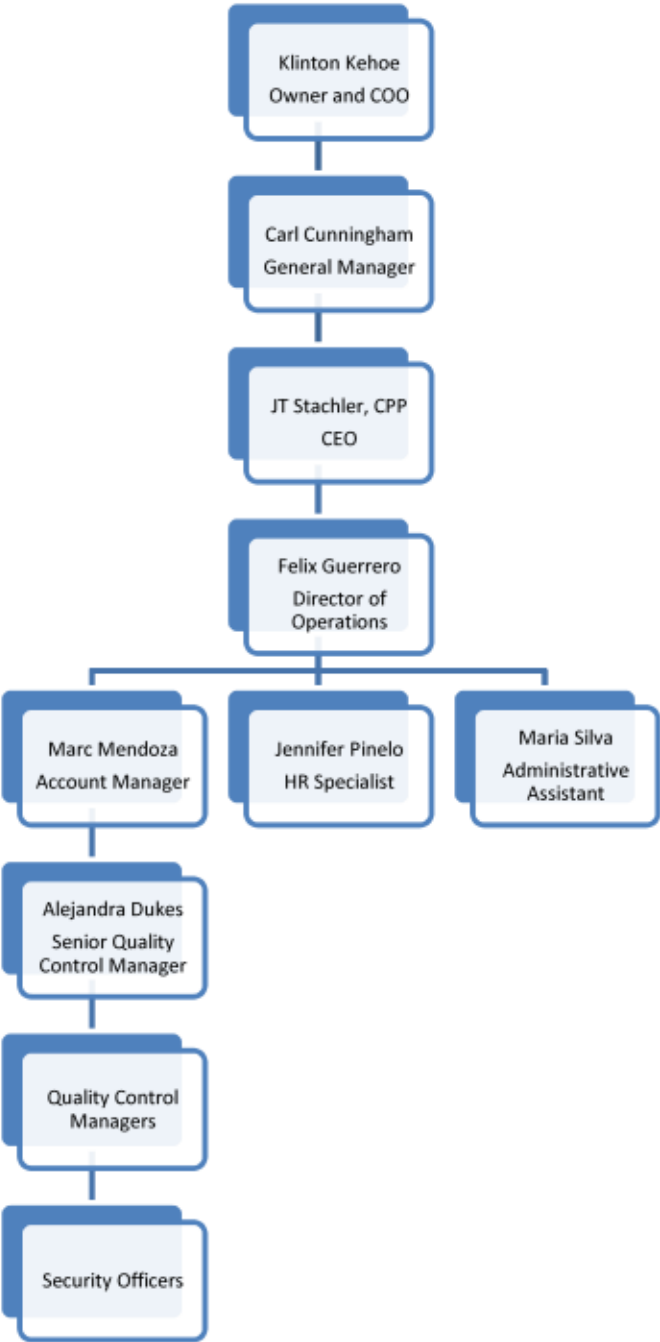 Klinton Kehoe
Owner and COO
Carl Cunningham
General Manager
JT Stachler, CPP
CEO
Felix Guerrero
Director of
Operations
Marc Mendoza
Account Manager
Jennifer Pinelo
HR Specialist
Maria Silva
Administrative
Assistant
Alejandra Dukes
Senior Quality
Control Manager
Quality Control
Managers
Security Officers